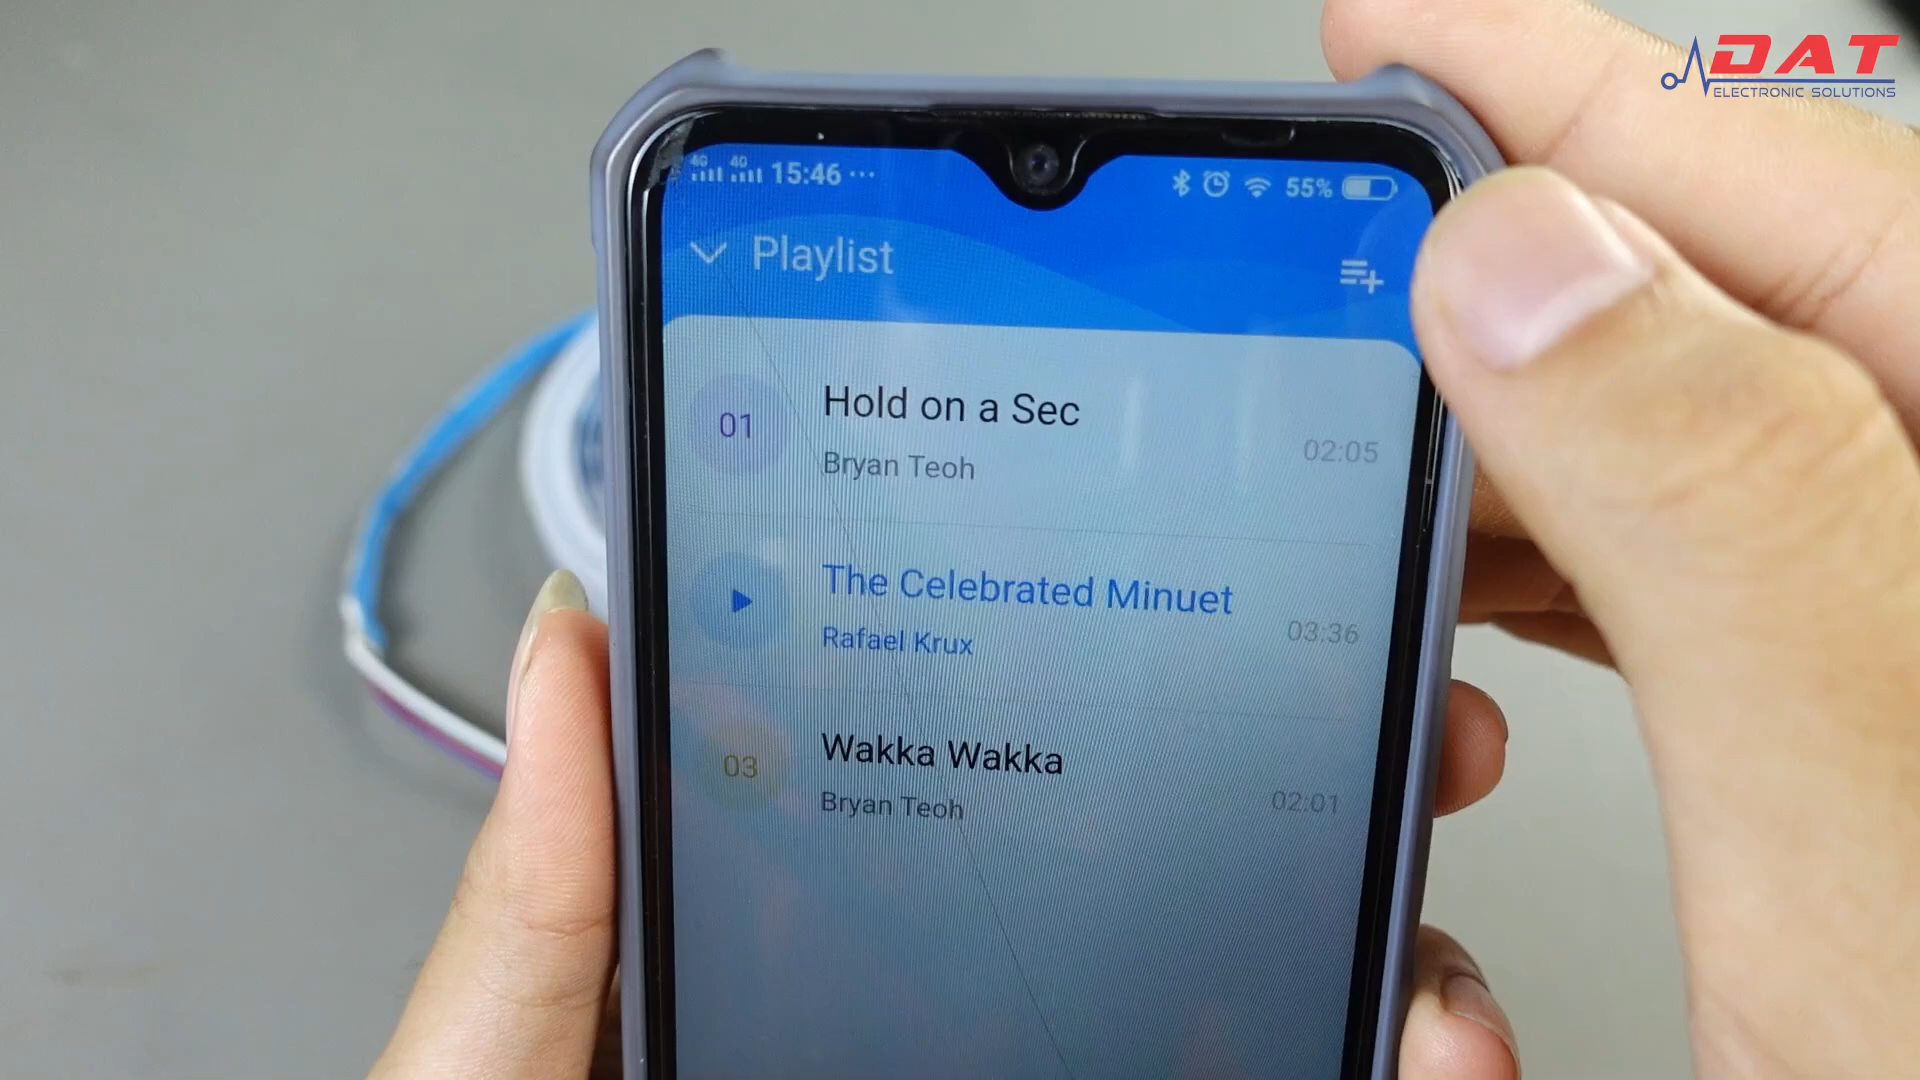 DAT
ELECTRONIC SOLUTIONS
4G 4G 15:46 ··· 55%
Playlist
01
Hold on a Sec
Bryan Teoh
02:05
The Celebrated Minuet
Rafael Krux
03:36
03
Wakka Wakka
Bryan Teoh
02:01